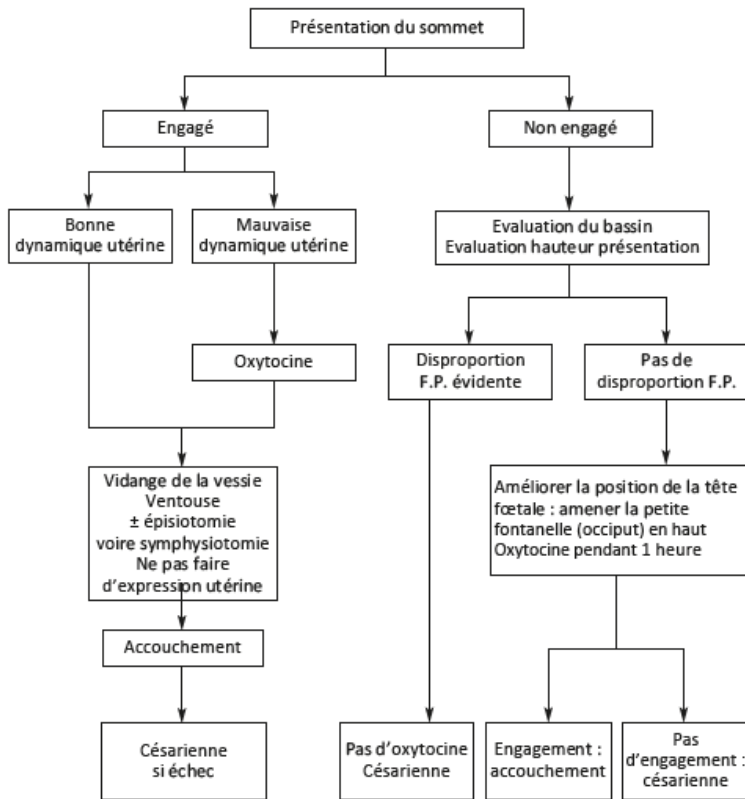 Présentation du sommet
Engagé
Non engagé
Bonne
dynamique utérine
Mauvaise
dynamique utérine
Evaluation du bassin
Evaluation hauteur présentation
Oxytocine
Disproportion
F.P. évidente
Pas de
disproportion F.P.
Vidange de la vessie
Ventouse
± épisiotomie
voire symphysiotomie
Ne pas faire
d'expression utérine
Améliorer la position de la tête
fœtale : amener la petite
fontanelle (occiput) en haut
Oxytocine pendant 1 heure
Accouchement
Césarienne
si échec
Pas d'oxytocine
Césarienne
Engagement :
accouchement
Pas
d'engagement :
césarienne